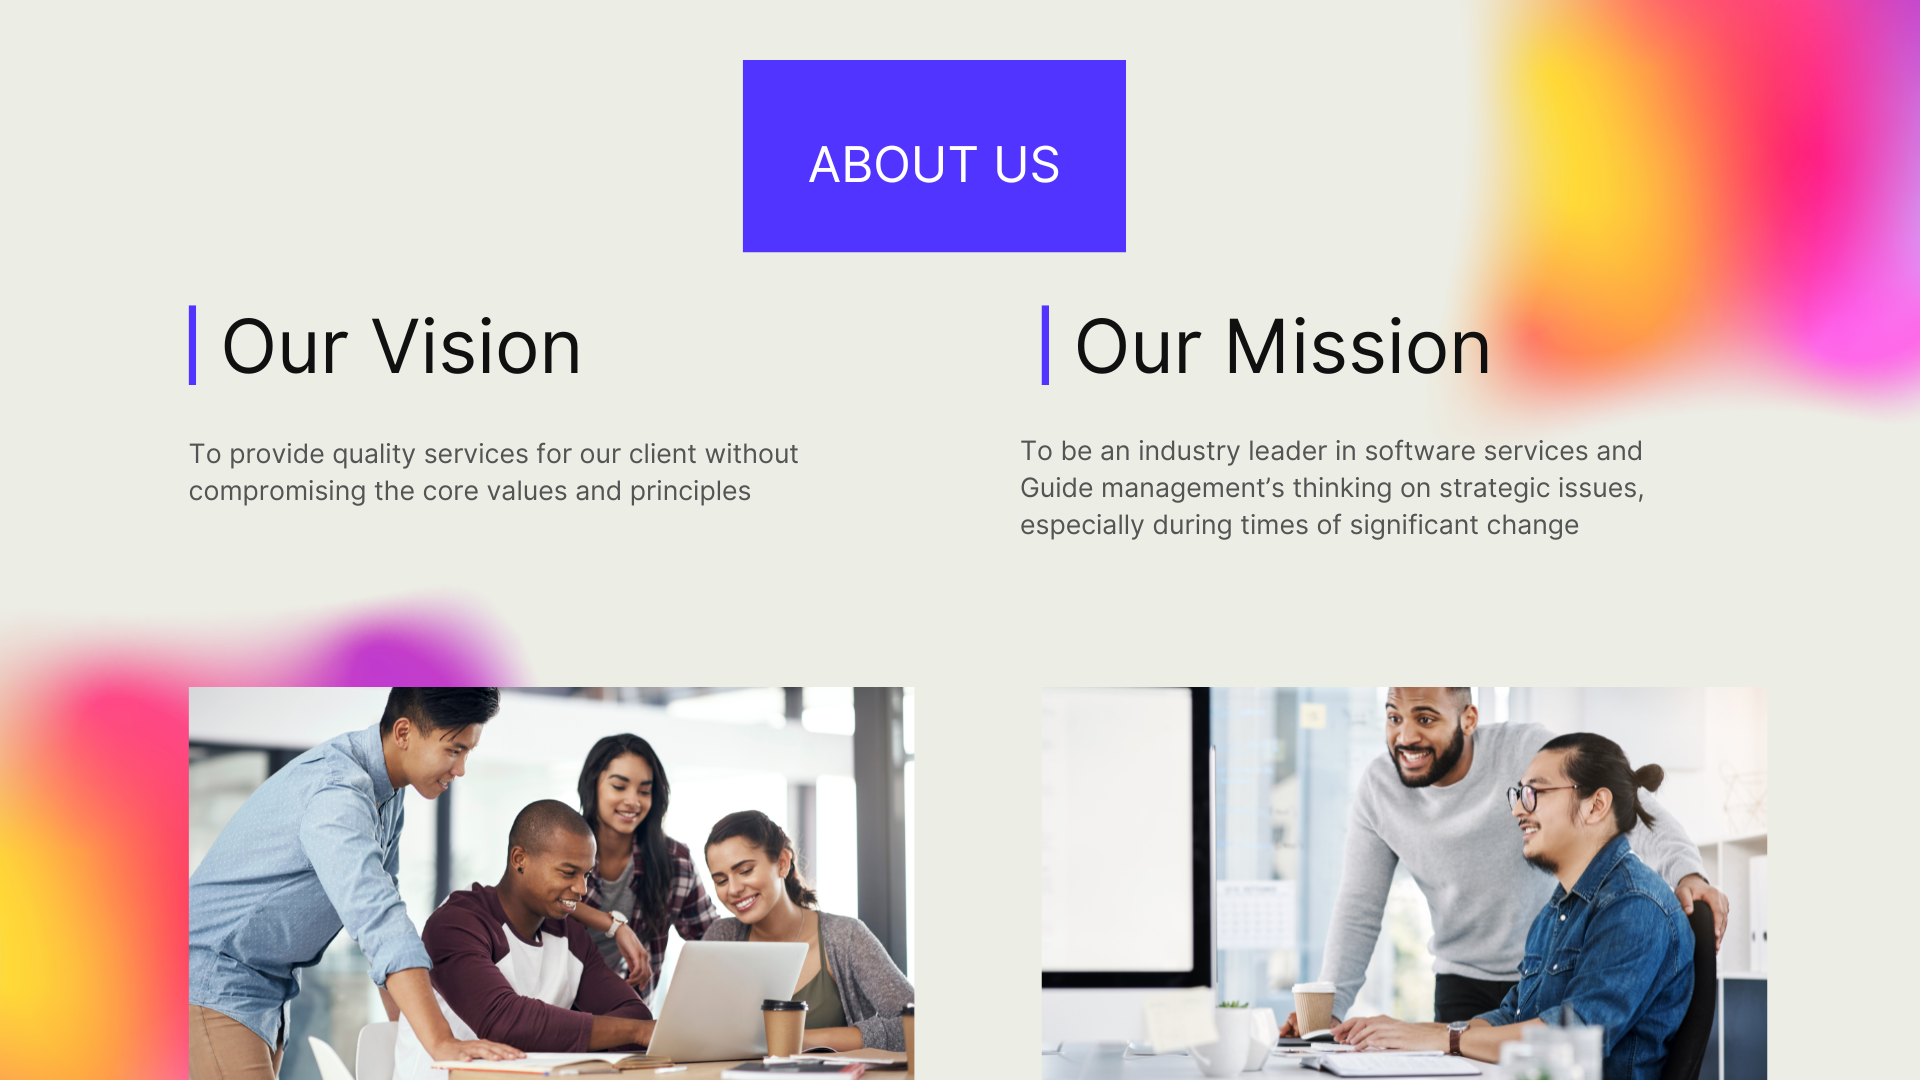 ABOUT US
Our Vision
To provide quality services for our client without
compromising the core values and principles
Our Mission
To be an industry leader in software services and
Guide management’s thinking on strategic issues,
especially during times of significant change